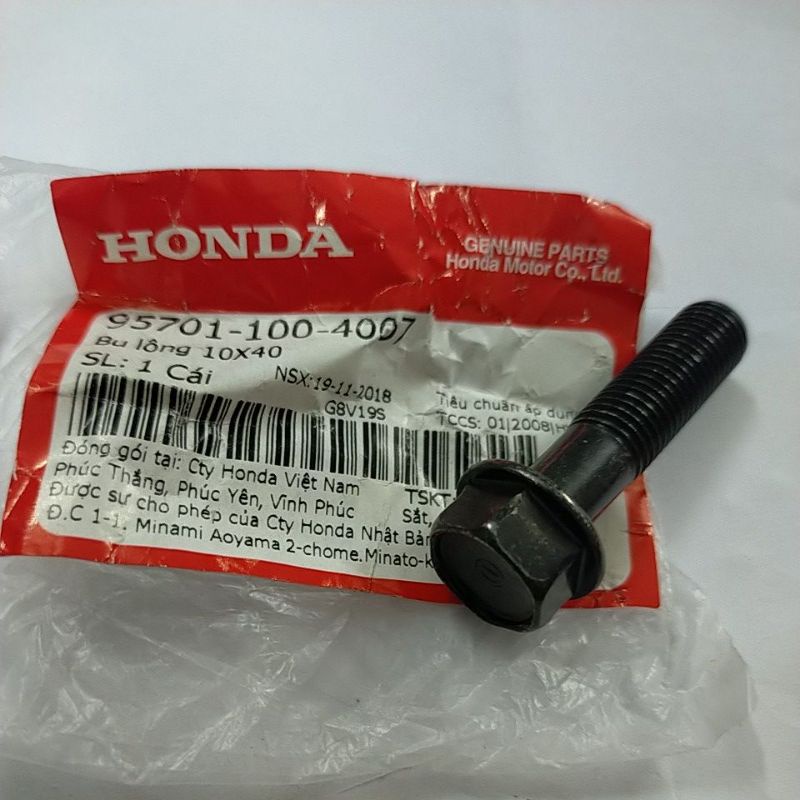 HONDA
GENUINE PARTS
Honda Motor Co., Ltd.
95701-100-4007
Bu lông 10X40
SL: 1 Cái
NSX:19-11-2018
G8V19S
Tiêu chuẩn áp dụn
TCCS: 01|2008|H
Đóng gói tại: Cty Honda Việt Nam
Phúc Thắng, Phúc Yên, Vĩnh Phúc
TSKT
Sắt,
Được sự cho phép của Cty Honda Nhật Bản
Đ.C 1-1, Minami Aoyama 2-chome.Minato-k